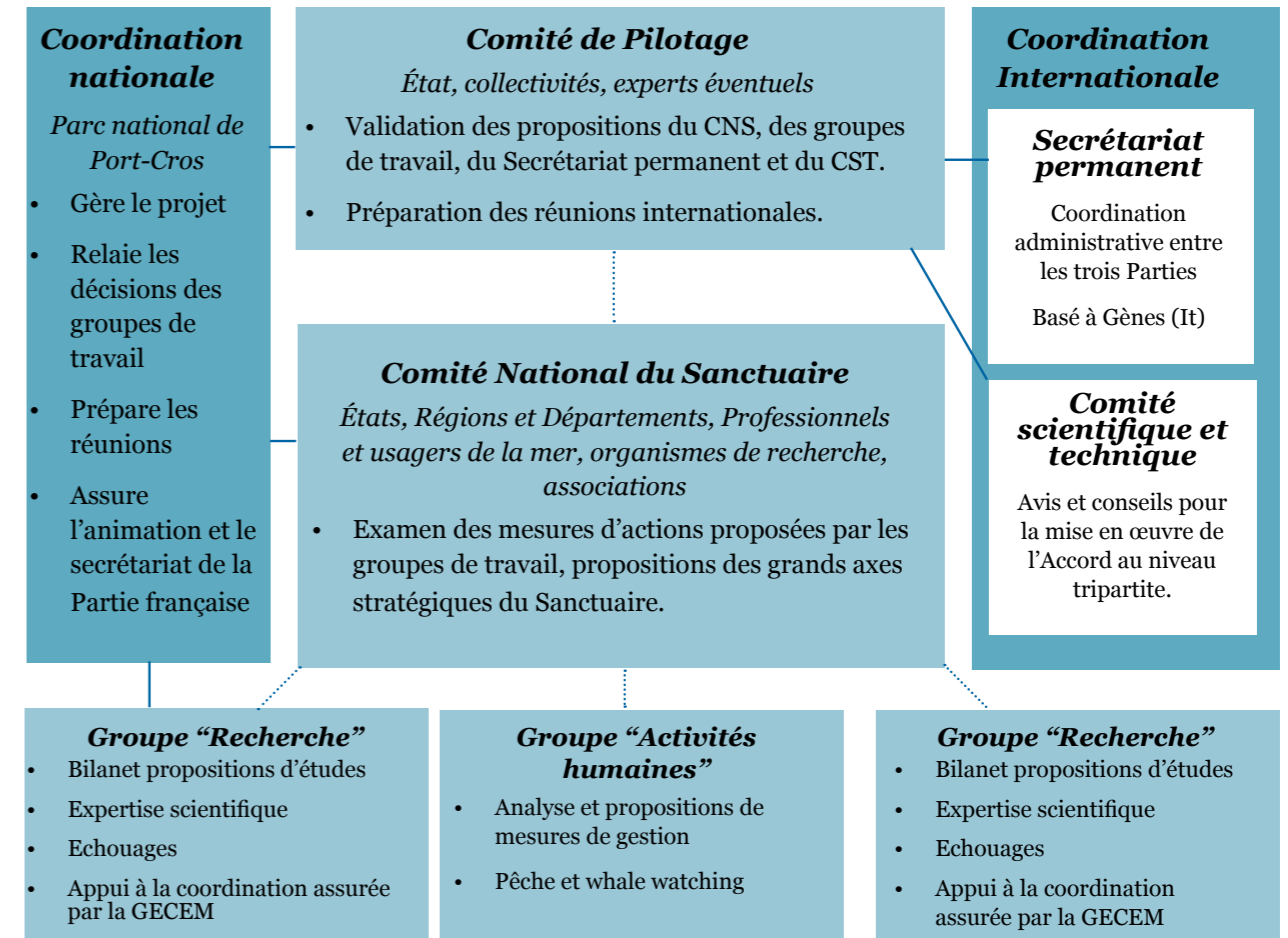 Coordination
nationale
Parc national de
Port-Cros
• Gère le projet
• Relaie les
décisions des
groupes de
travail
• Prépare les
réunions
• Assure
l’animation et le
secrétariat de la
Partie française
Comité de Pilotage
État, collectivités, experts éventuels
• Validation des propositions du CNS, des groupes
de travail, du Secrétariat permanent et du CST.
• Préparation des réunions internationales.
Comité National du Sanctuaire
États, Régions et Départements, Professionnels
et usagers de la mer, organismes de recherche,
associations
• Examen des mesures d’actions proposées par les
groupes de travail, propositions des grands axes
stratégiques du Sanctuaire.
Coordination
Internationale
Secrétariat
permanent
Coordination
administrative entre
les trois Parties
Basé à Gènes (It)
Comité
scientifique et
technique
Avis et conseils pour
la mise en œuvre de
l’Accord au niveau
tripartite.
Groupe “Recherche”
• Bilanet propositions d’études
• Expertise scientifique
• Echouages
• Appui à la coordination assurée
par la GECEM
Groupe “Activités
humaines”
• Analyse et propositions de
mesures de gestion
• Pêche et whale watching
Groupe “Recherche”
• Bilanet propositions d’études
• Expertise scientifique
• Echouages
• Appui à la coordination
assurée par la GECEM